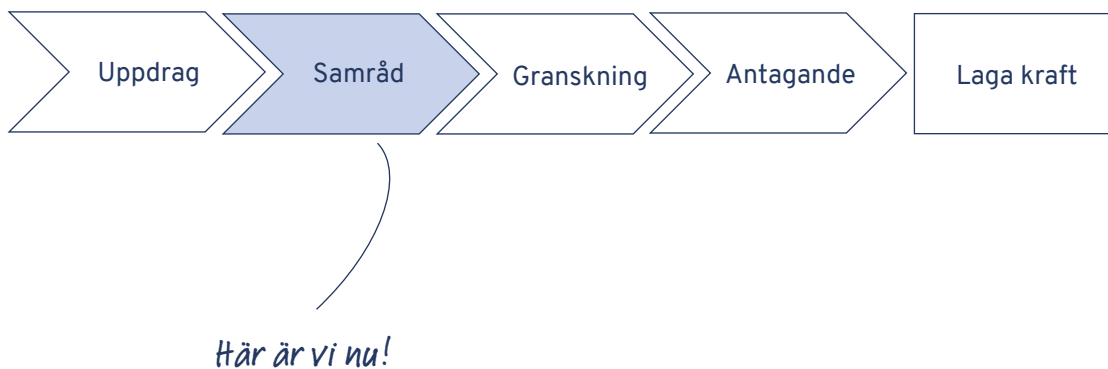 Uppdrag
Samråd
Granskning
Antagande
Laga kraft
Här är vi nu!